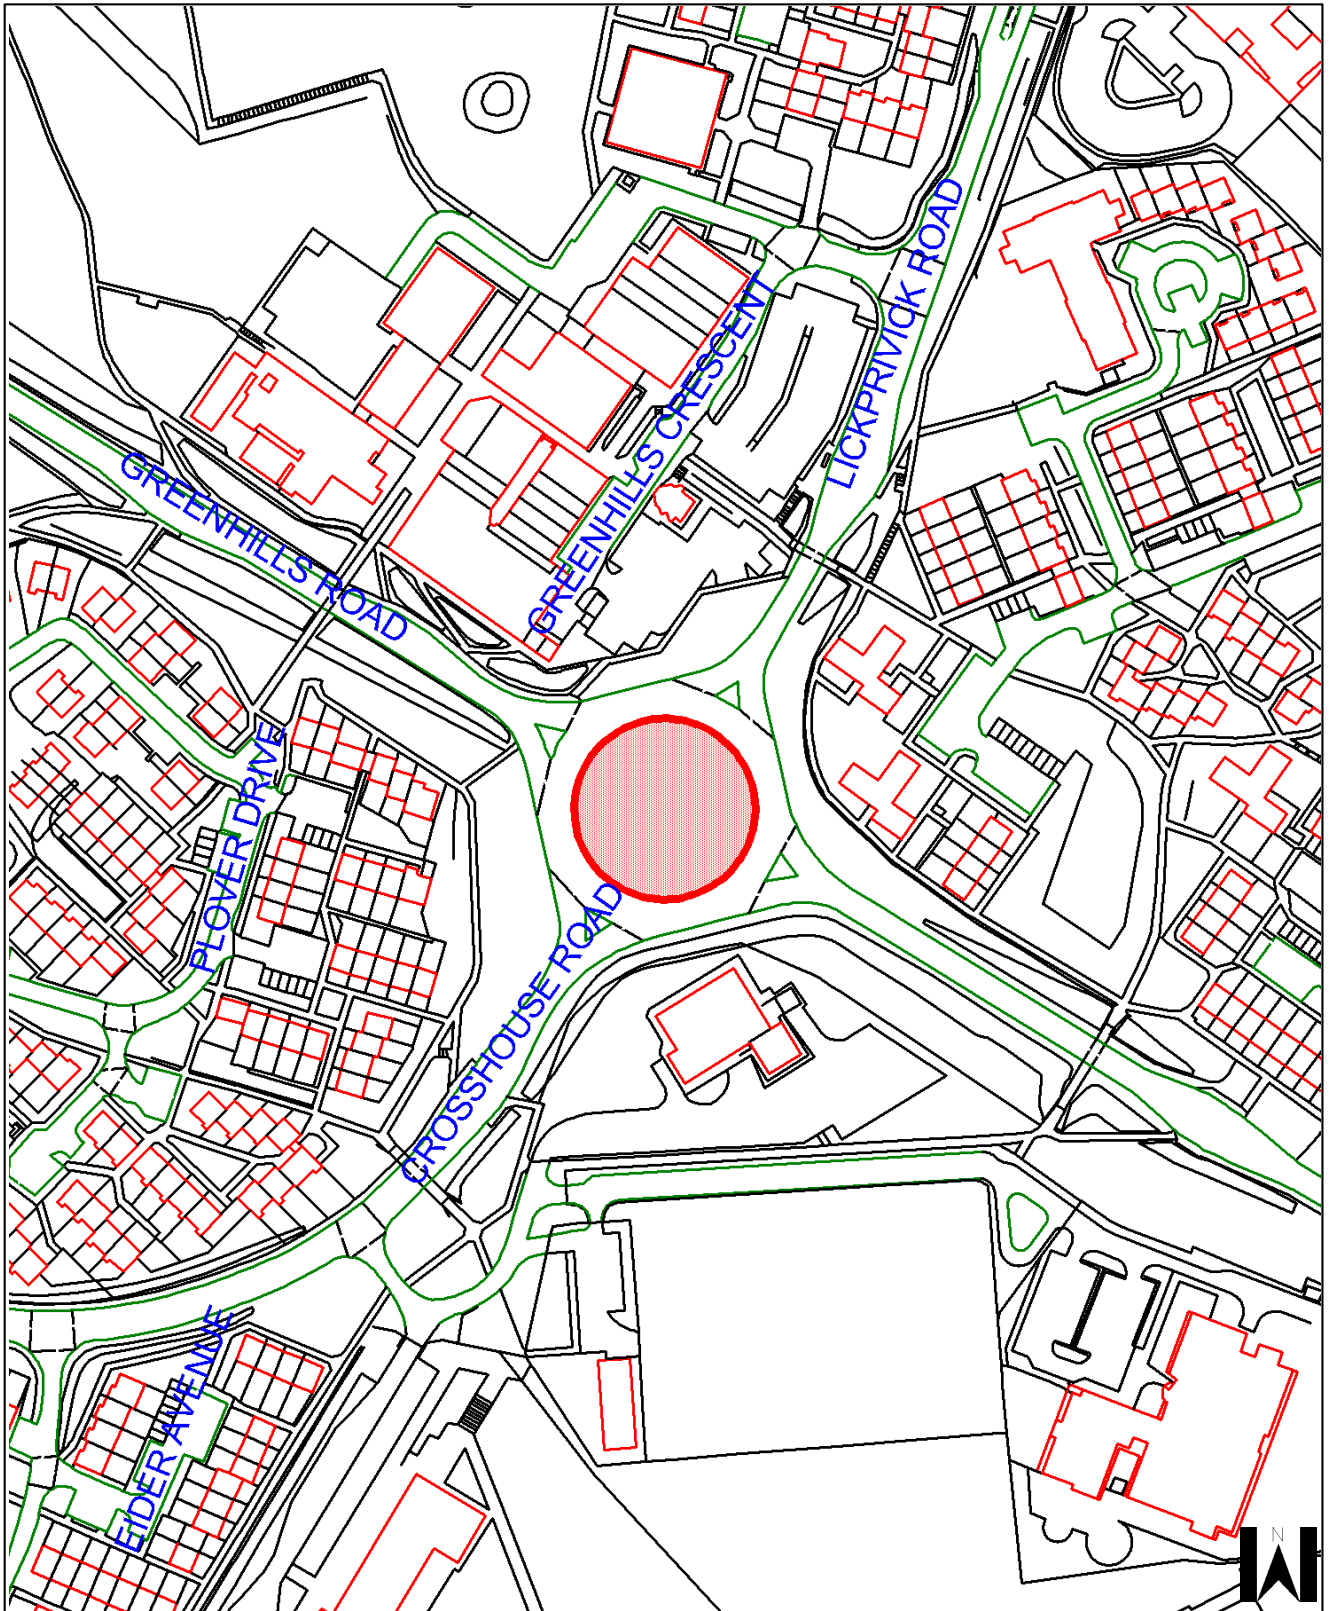 LICKPRIVICK ROAD
GREENHILLS CRESCENT
GREENHILLS ROAD
PLOVER DRIVE
CROSSHOUSE ROAD
EIDER AVENUE
N